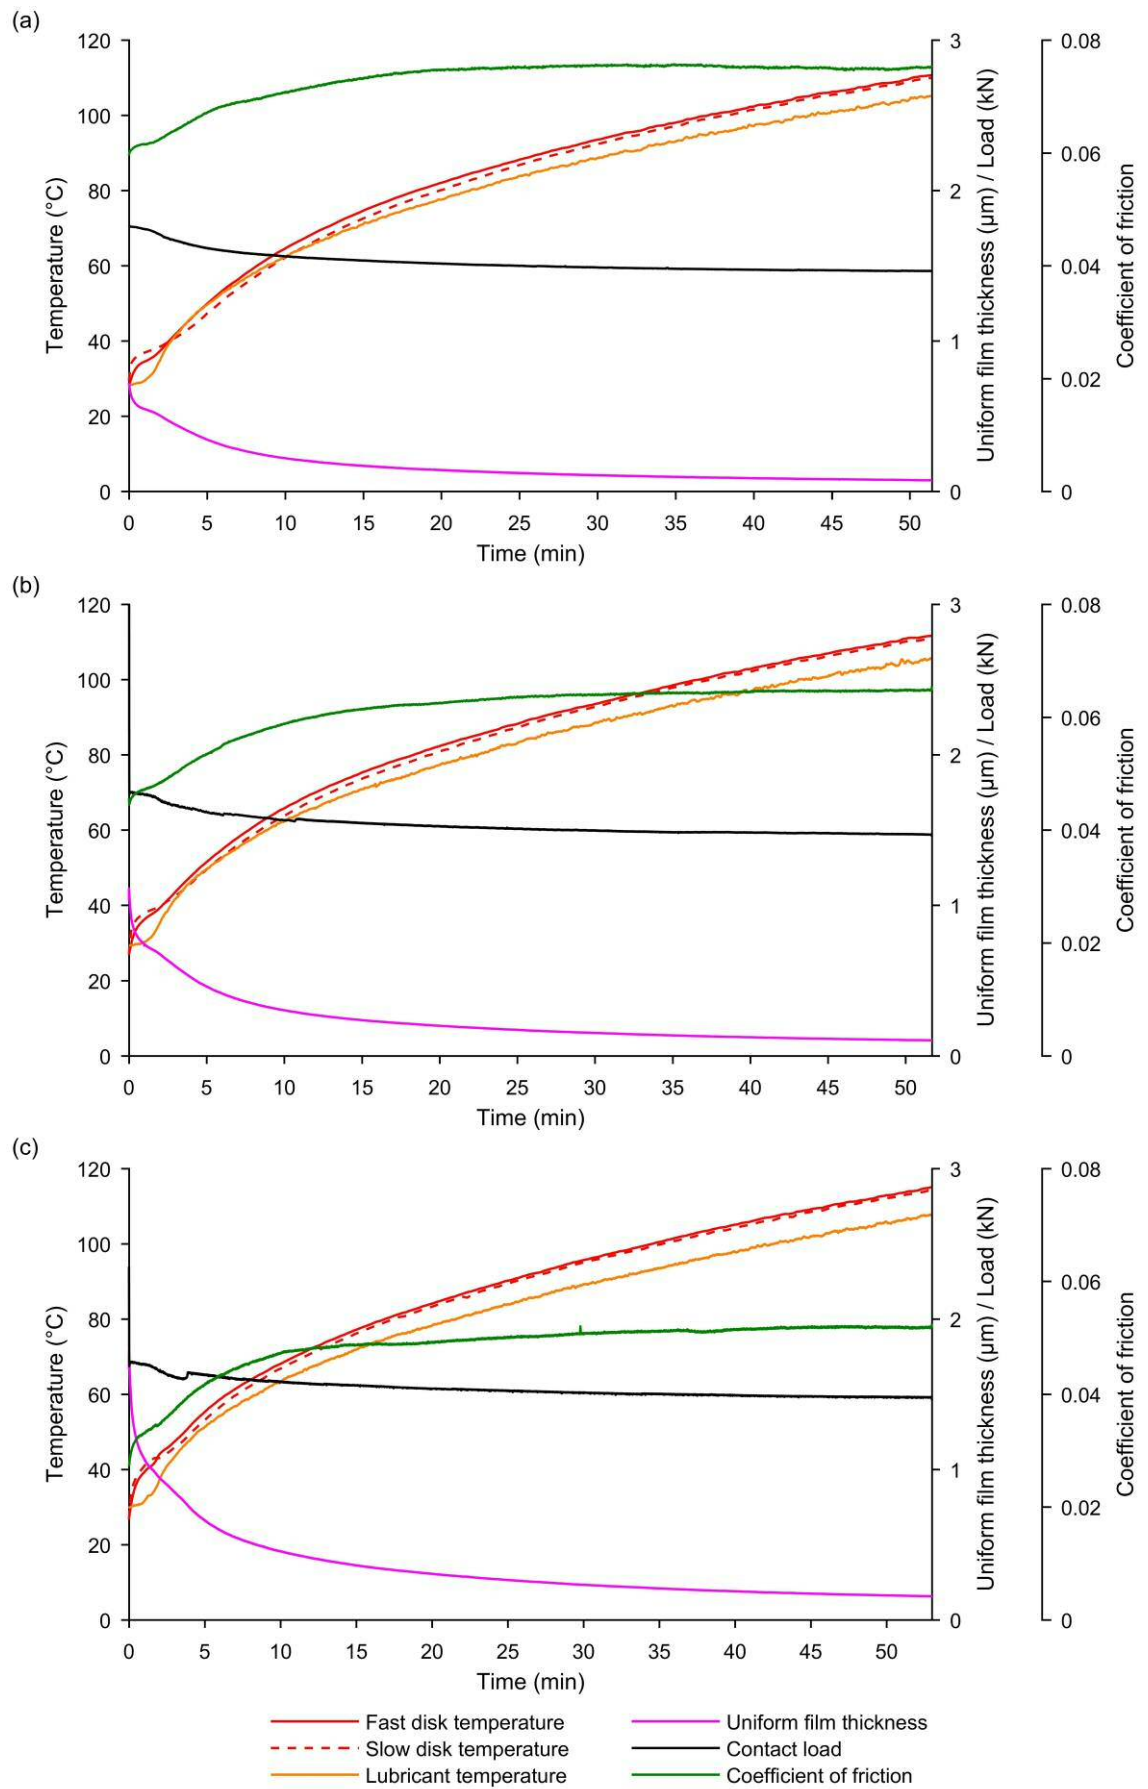 (a)
120
100
80
60
40
20
0
Temperature (°C)
0 5 10 15 20 25 30 35 40 45 50
Time (min)
3
2
1
0
Uniform film thickness (µm) / Load (kN)
0.08
0.06
0.04
0.02
0
Coefficient of friction
(b)
120
100
80
60
40
20
0
Temperature (°C)
0 5 10 15 20 25 30 35 40 45 50
Time (min)
3
2
1
0
Uniform film thickness (µm) / Load (kN)
0.08
0.06
0.04
0.02
0
Coefficient of friction
(c)
120
100
80
60
40
20
0
Temperature (°C)
0 5 10 15 20 25 30 35 40 45 50
Time (min)
3
2
1
0
Uniform film thickness (µm) / Load (kN)
0.08
0.06
0.04
0.02
0
Coefficient of friction
Fast disk temperature
Slow disk temperature
Lubricant temperature
Uniform film thickness
Contact load
Coefficient of friction